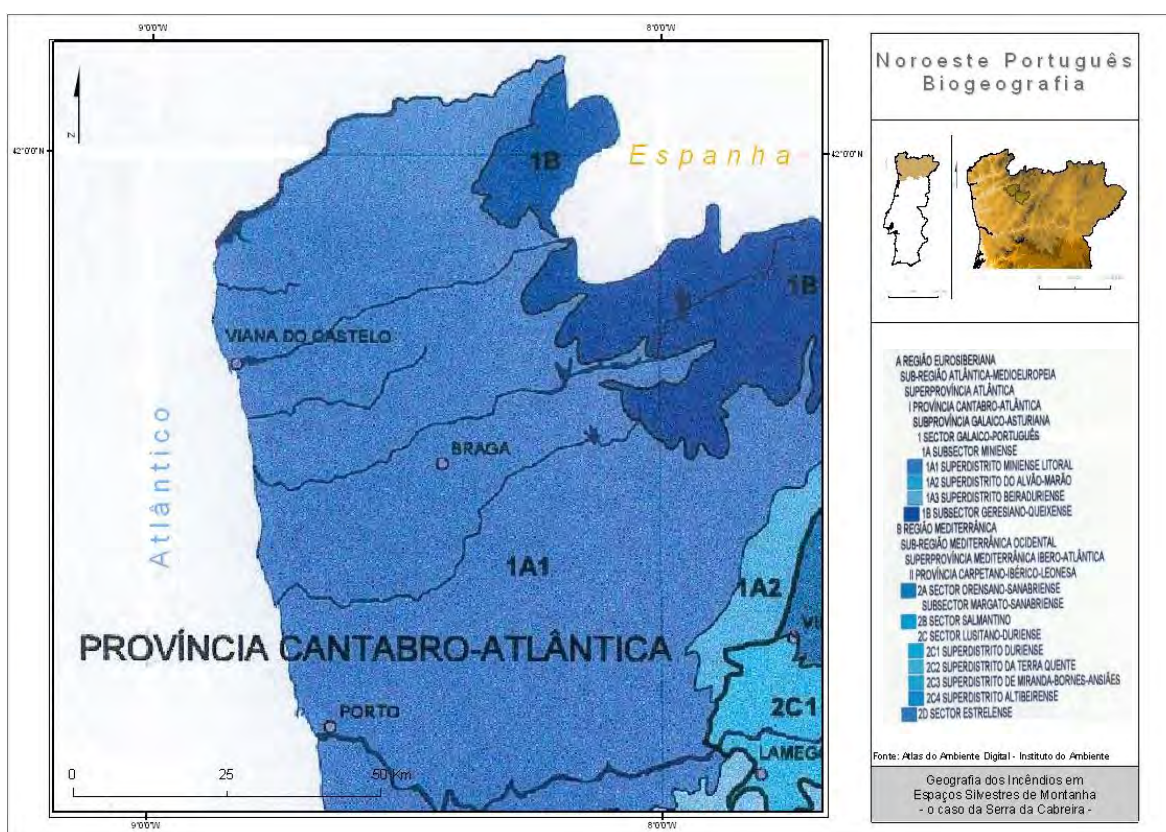 9°0'0"W
8°0'0"W
Noroeste Português
Biogeografia
N
42°0'0"N
42°0'0"N
1B
Espanha
1B
VIANA DO CASTELO
BRAGA
Atlântico
1A1
1A2
PROVÍNCIA CANTABRO-ATLÂNTICA
PORTO
2C1
LAMEGO
0
25
50 Km
9°0'0"W
8°0'0"W
A REGIÃO EUROSIBERIANA
SUB-REGIÃO ATLÂNTICA-MEDIOEUROPEIA
SUPERPROVÍNCIA ATLÂNTICA
I PROVÍNCIA CANTABRO-ATLÂNTICA
SUBPROVÍNCIA GALAICO-ASTURIANA
1 SECTOR GALAICO-PORTUGUÊS
1A SUBSECTOR MINIENSE
1A1 SUPERDISTRITO MINIENSE LITORAL
1A2 SUPERDISTRITO DO ALVÃO-MARÃO
1A3 SUPERDISTRITO BEIRADURIENSE
1B SUBSECTOR GERESIANO-QUEIXENSE
B REGIÃO MEDITERRÂNICA
SUB-REGIÃO MEDITERRÂNICA OCIDENTAL
SUPERPROVÍNCIA MEDITERRÂNICA IBERO-ATLÂNTICA
II PROVÍNCIA CARPETANO-IBÉRICO-LEONESA
2A SECTOR ORENSANO-SANABRIENSE
SUBSECTOR MARGATO-SANABRIENSE
2B SECTOR SALMANTINO
2C SECTOR LUSITANO-DURIENSE
2C1 SUPERDISTRITO DURIENSE
2C2 SUPERDISTRITO DA TERRA QUENTE
2C3 SUPERDISTRITO DE MIRANDA-BORNES-ANSIÃES
2C4 SUPERDISTRITO ALTIBEIRENSE
2D SECTOR ESTRELENSE
Fonte: Atlas do Ambiente Digital - Instituto do Ambiente
Geografia dos Incêndios em
Espaços Silvestres de Montanha
- o caso da Serra da Cabreira -